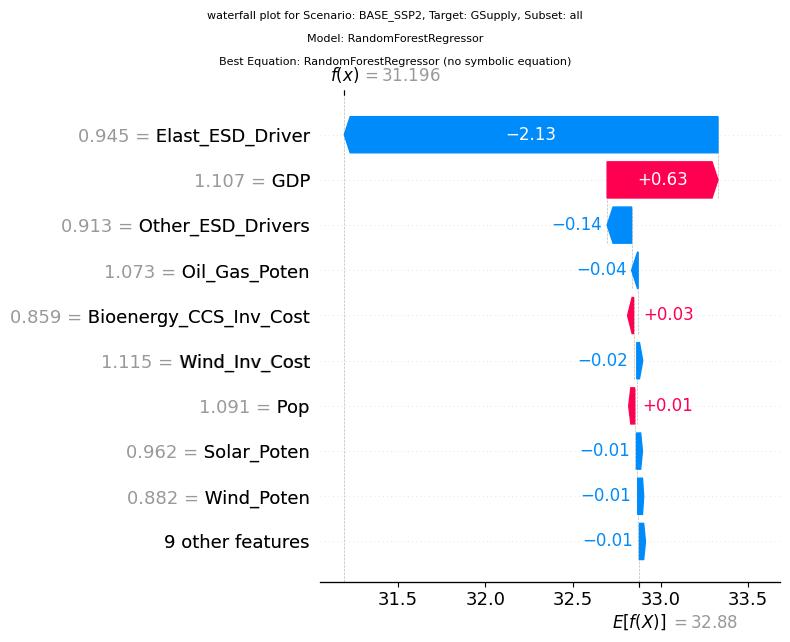 waterfall plot for Scenario: BASE_SSP2, Target: GSupply, Subset: all
Model: RandomForestRegressor
Best Equation: RandomForestRegressor (no symbolic equation)
f(x) = 31.196
0.945 = Elast_ESD_Driver −2.13
1.107 = GDP +0.63
0.913 = Other_ESD_Drivers −0.14
1.073 = Oil_Gas_Poten −0.04
0.859 = Bioenergy_CCS_Inv_Cost +0.03
1.115 = Wind_Inv_Cost −0.02
1.091 = Pop +0.01
0.962 = Solar_Poten −0.01
0.882 = Wind_Poten −0.01
9 other features −0.01
31.5 32.0 32.5 33.0 33.5
E[f(X)] = 32.88